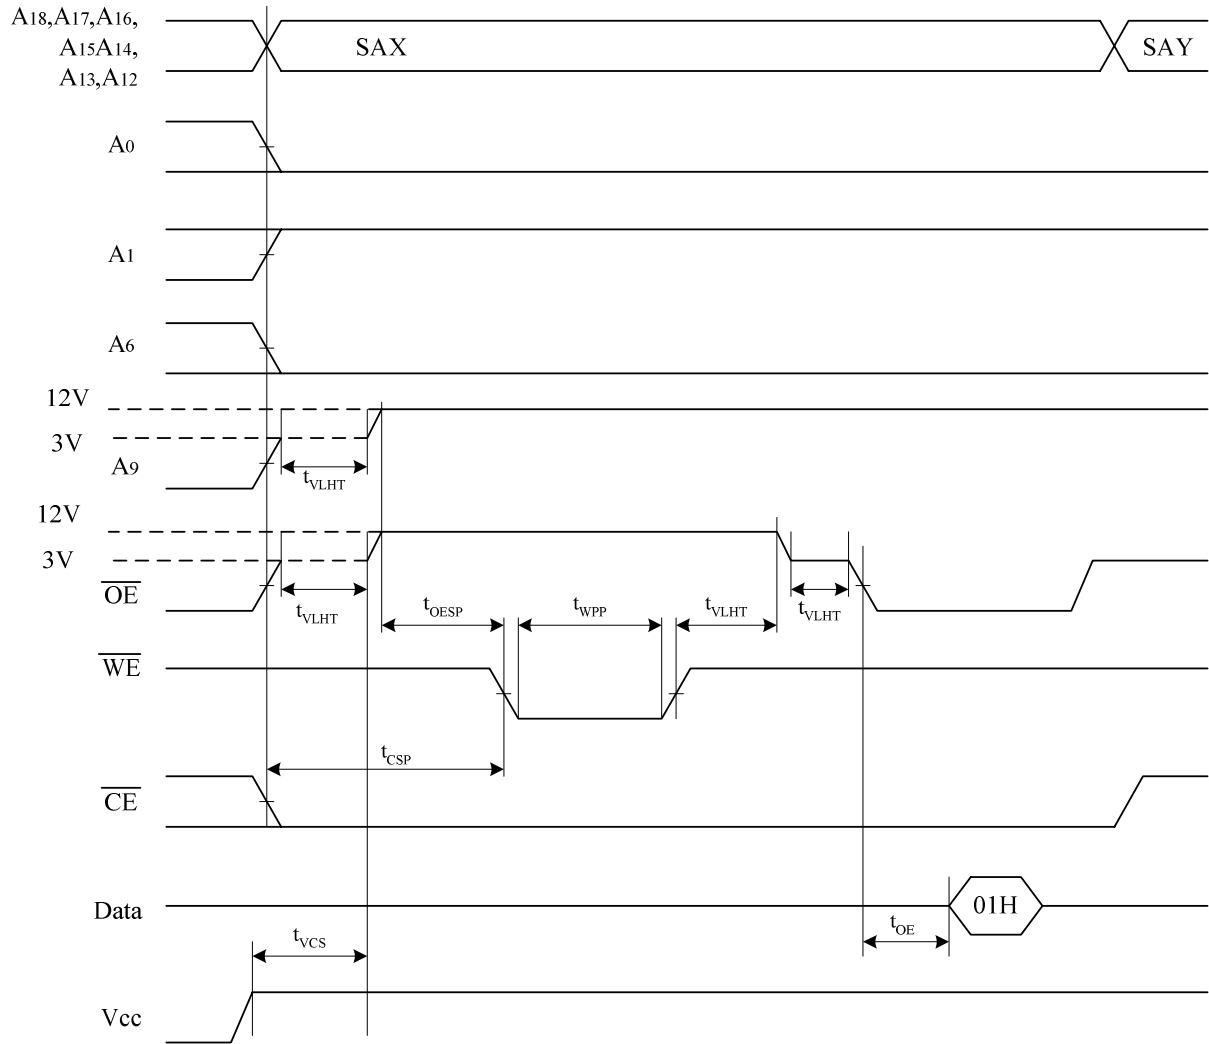 A18,A17,A16,
A15A14,
A13,A12
SAX
SAY
A0
A1
A6
12V
3V
A9
tVLHT
12V
3V
OE
tVLHT
tOESP
tWPP
tVLHT
tVLHT
WE
tCSP
CE
Data
01H
tOE
tVCS
Vcc